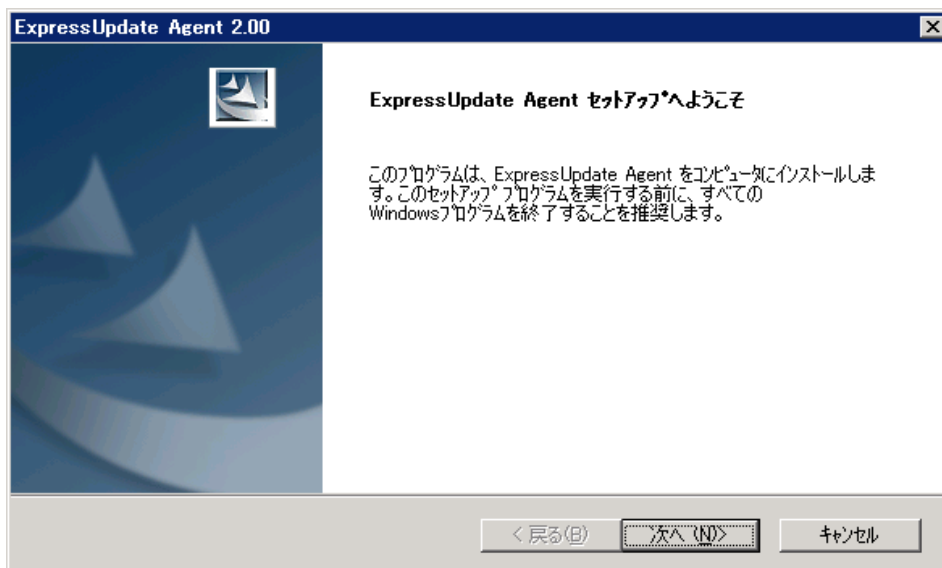 ExpressUpdate Agent 2.00
ExpressUpdate Agent ｾｯﾄｱｯﾌﾟへようこそ
このﾌﾟﾛｸﾞﾗﾑは、ExpressUpdate Agent をｺﾝﾋﾟｭｰﾀにｲﾝｽﾄｰﾙしま
す。このｾｯﾄｱｯﾌﾟ ﾌﾟﾛｸﾞﾗﾑを実行する前に、すべての
Windowsﾌﾟﾛｸﾞﾗﾑを終了することを推奨します。
< 戻る(B)
次へ (N)>
ｷｬﾝｾﾙ